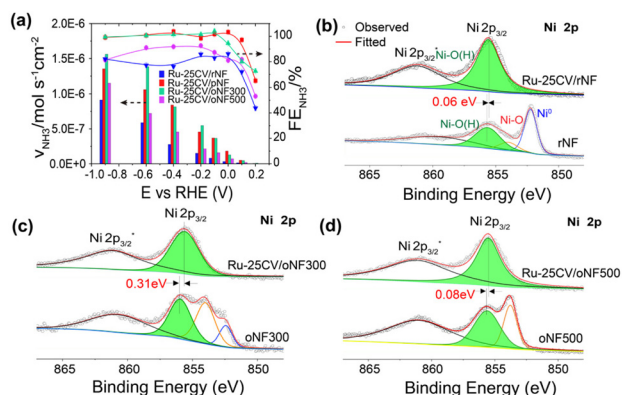 (a)
2.0E-6
1.5E-6
1.0E-6
5.0E-7
0.0E+0
vNH3/mol s-1cm-2
100
80
60
40
20
0
FENH3/%
Ru-25CV/rNF
Ru-25CV/rNF
Ru-25CV/oNF300
Ru-25CV/oNF500
-1.0 -0.8 -0.6 -0.4 -0.2 0.0 0.2
E vs RHE (V)
(b)
Observed
Fitted
Ni 2p
Ni 2p3/2
Ni 2p3/2*
Ni-O(H)
Ru-25CV/rNF
0.06 eV
Ni-O(H)
Ni-O
Ni0
rNF
865 860 855 850
Binding Energy (eV)
(c)
Ni 2p
Ni 2p3/2
Ni 2p3/2*
Ru-25CV/oNF300
0.31eV
oNF300
865 860 855 850
Binding Energy (eV)
(d)
Ni 2p
Ni 2p3/2
Ni 2p3/2*
Ru-25CV/oNF500
0.08eV
oNF500
865 860 855 850
Binding Energy (eV)